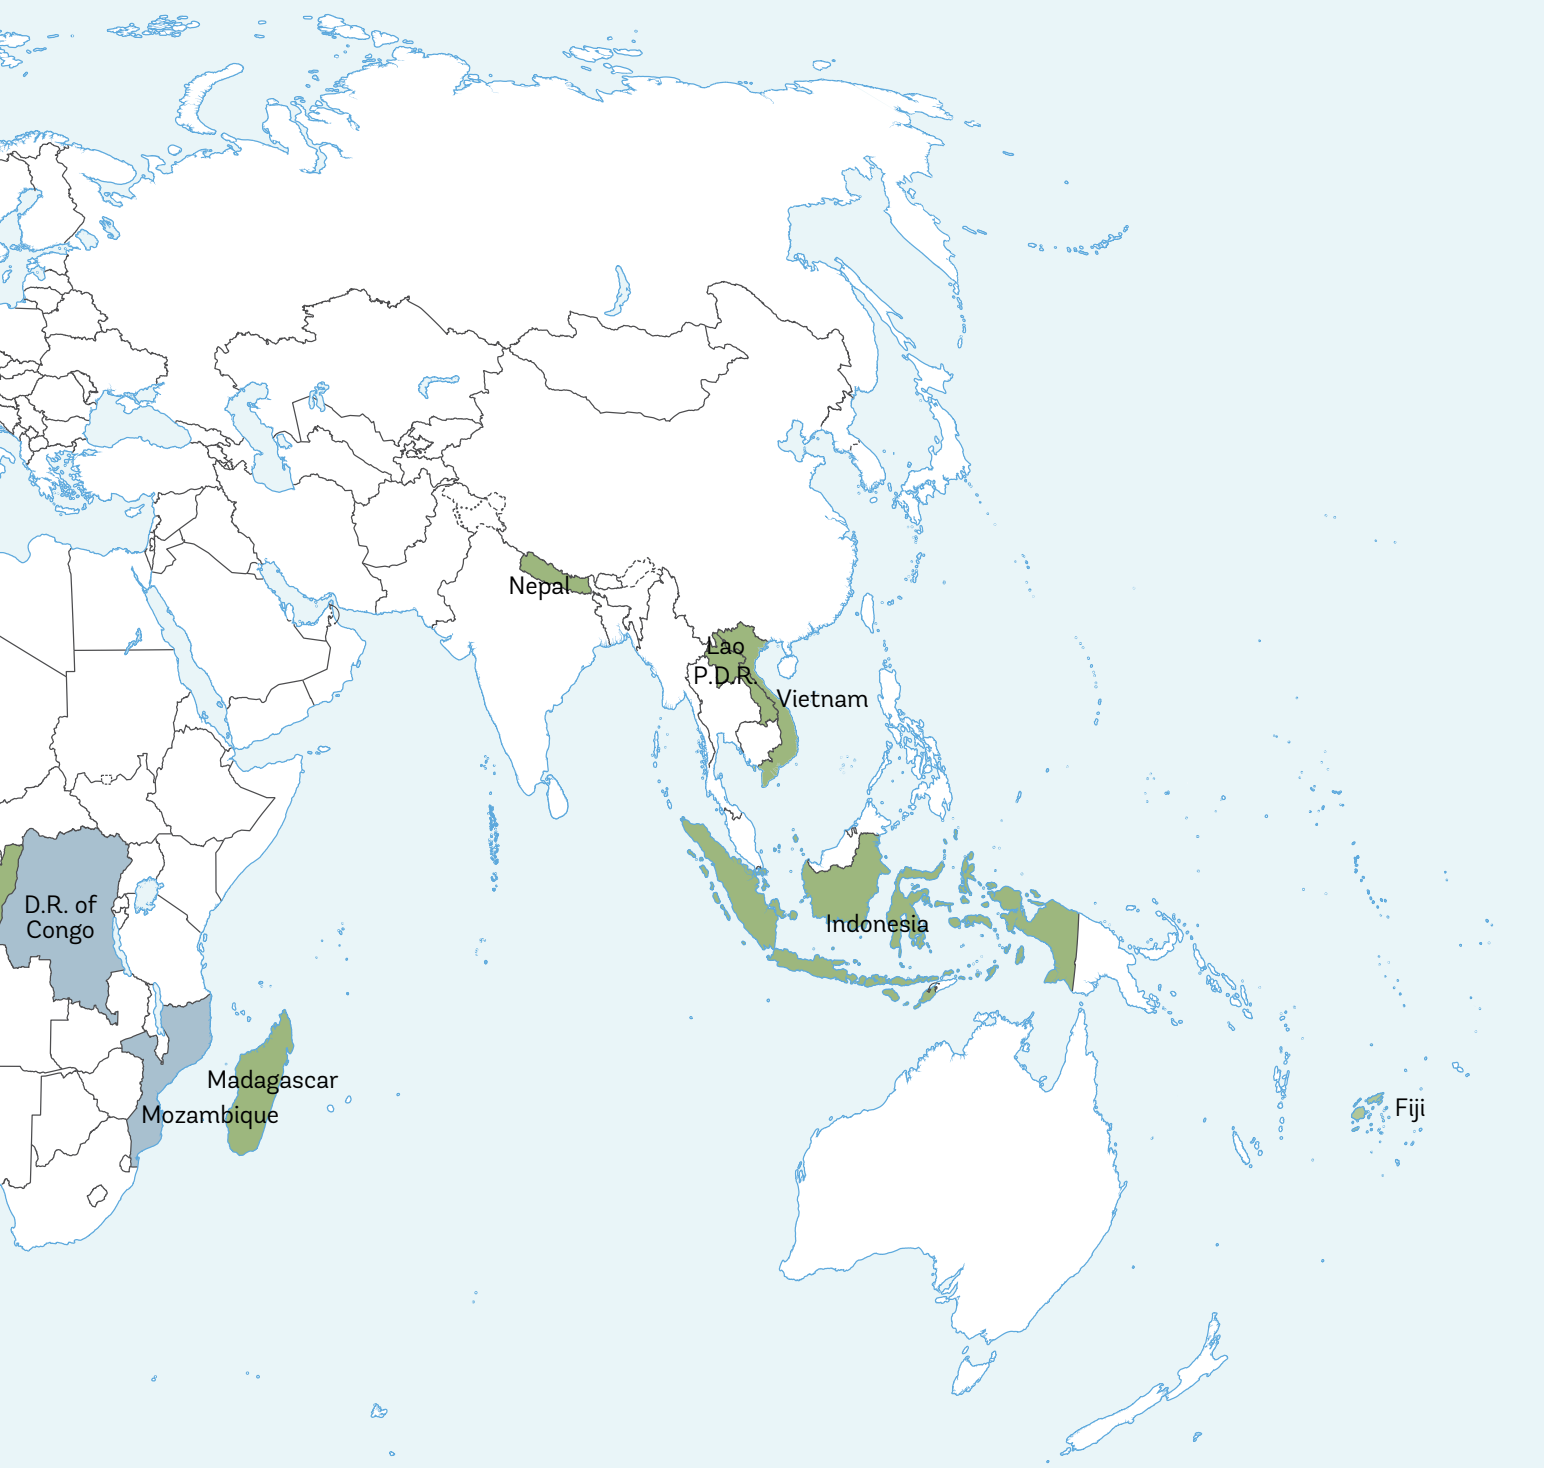 Nepal
Lao
P.D.R.
Vietnam
D.R. of
Congo
Indonesia
Madagascar
Mozambique
Fiji